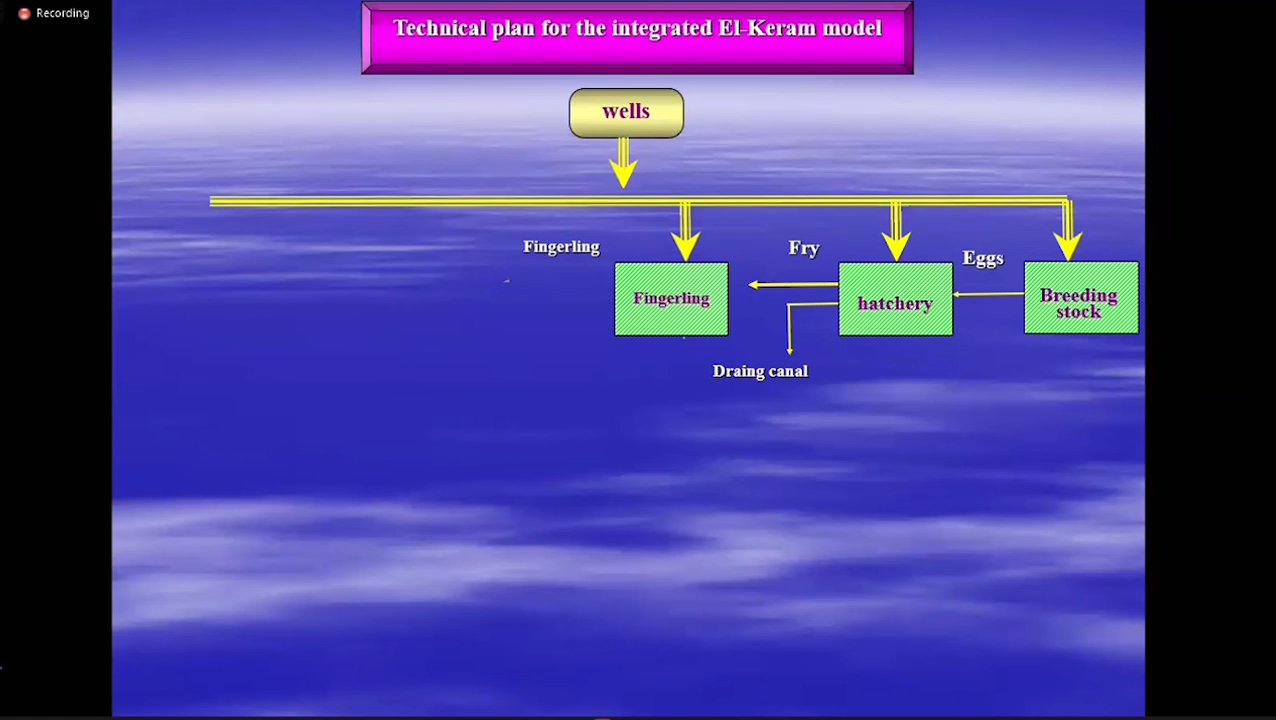 Recording
Technical plan for the integrated El-Keram model
wells
Fingerling
Fry
Eggs
Fingerling
hatchery
Breeding
stock
Draing canal